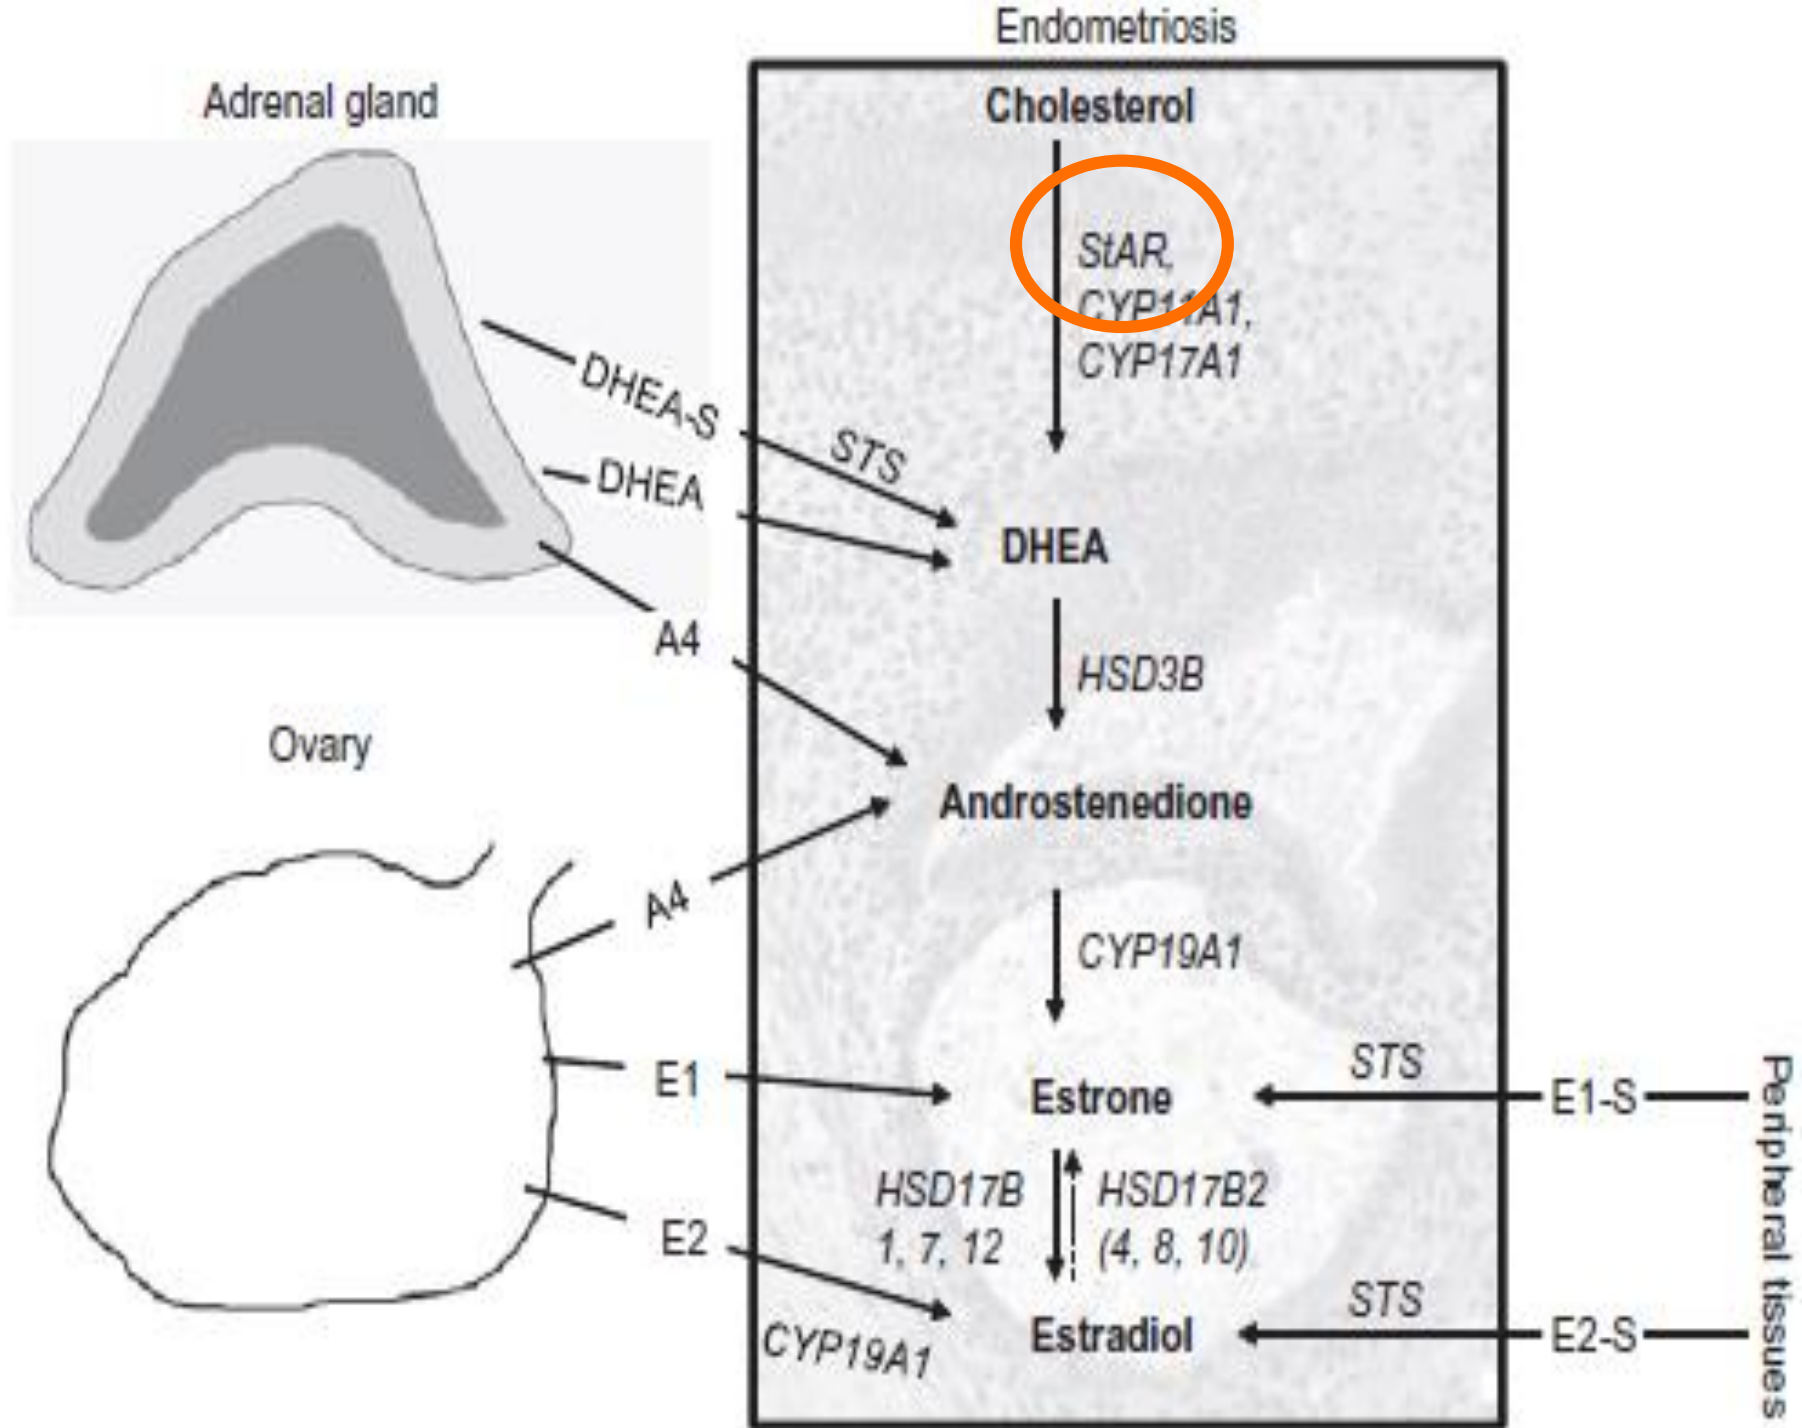 Endometriosis
Adrenal gland
Cholesterol
StAR,
CYP11A1,
CYP17A1
DHEA-S
STS
DHEA
DHEA
A4
HSD3B
Ovary
Androstenedione
A4
CYP19A1
E1
Estrone
STS
E1-S
HSD17B
1, 7, 12
HSD17B2
(4, 8, 10)
E2
CYP19A1
Estradiol
STS
E2-S
Peripheral tissues